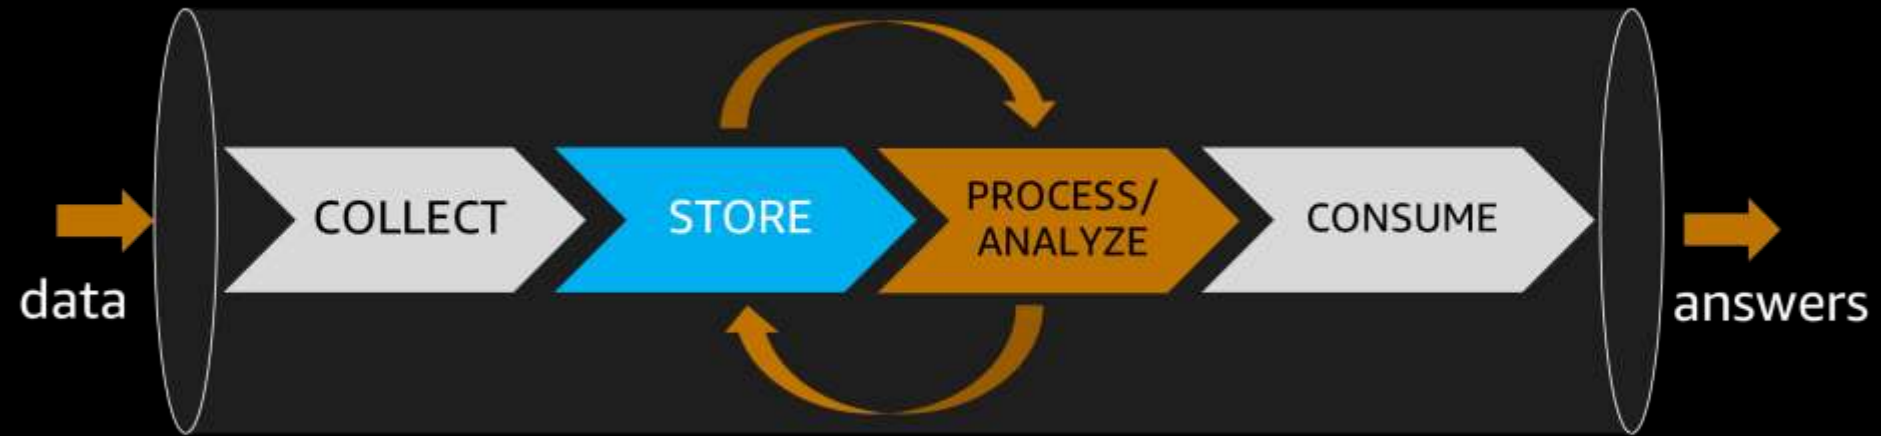 data
COLLECT
STORE
PROCESS/
ANALYZE
CONSUME
answers